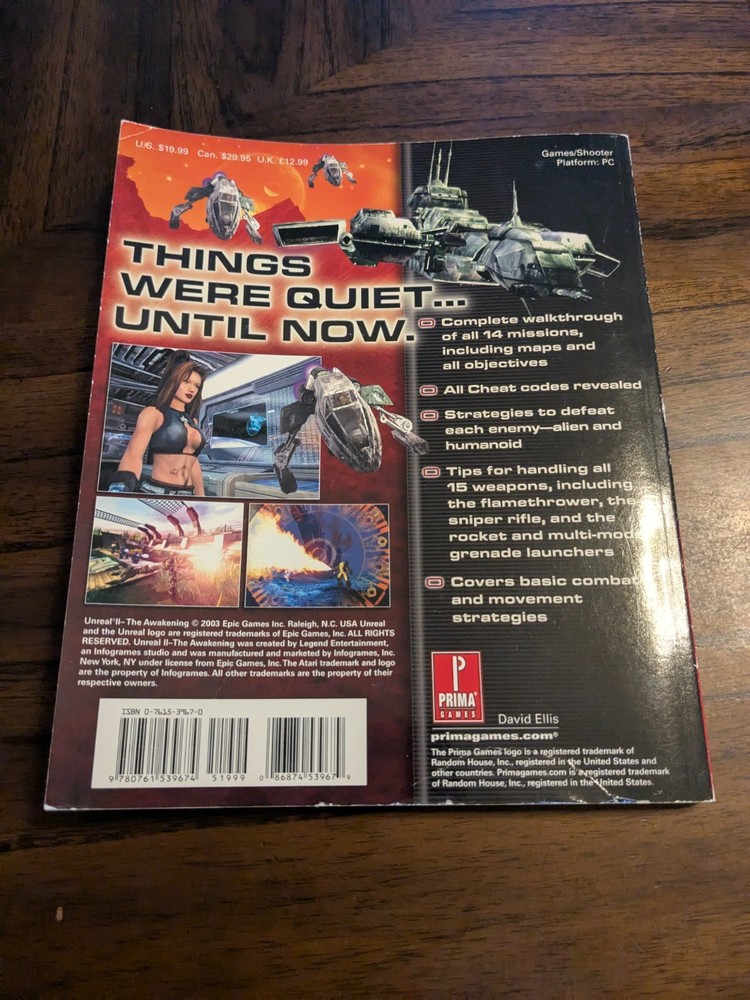 U.S. $19.99 Can. $29.95 U.K. £12.99
Games/Shooter
Platform: PC
THINGS
WERE QUIET...
UNTIL NOW.
Complete walkthrough
of all 14 missions,
including maps and
all objectives
All Cheat codes revealed
Strategies to defeat
each enemy—alien and
humanoid
Tips for handling all
15 weapons, including
the flamethrower, the
sniper rifle, and the
rocket and multi-mode
grenade launchers
Covers basic combat
and movement
strategies
Unreal® II–The Awakening © 2003 Epic Games Inc. Raleigh, N.C. USA Unreal
and the Unreal logo are registered trademarks of Epic Games, Inc. ALL RIGHTS
RESERVED. Unreal II–The Awakening was created by Legend Entertainment,
an Infogrames studio and was manufactured and marketed by Infogrames, Inc.
New York, NY under license from Epic Games, Inc. The Atari trademark and logo
are the property of Infogrames. All other trademarks are the property of their
respective owners.
ISBN 0-7615-3967-0
9 780761 539674 51999 0 86874 53967 9
PRIMA®
GAMES
David Ellis
primagames.com®
The Prima Games logo is a registered trademark of
Random House, Inc., registered in the United States and
other countries. Primagames.com is a registered trademark
of Random House, Inc., registered in the United States.